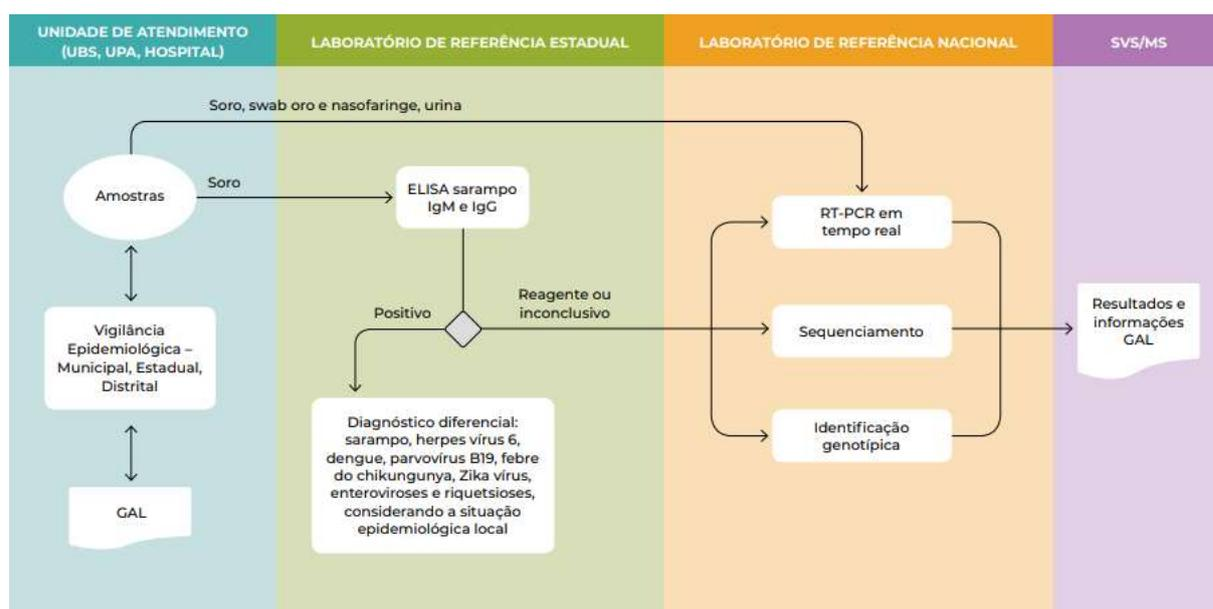 UNIDADE DE ATENDIMENTO
(UBS, UPA, HOSPITAL)
LABORATÓRIO DE REFERÊNCIA ESTADUAL
LABORATÓRIO DE REFERÊNCIA NACIONAL
SVS/MS
Soro, swab oro e nasofaringe, urina
Amostras
Soro
ELISA sarampo
IgM e IgG
RT-PCR em
tempo real
Positivo
Reagente ou
inconclusivo
Sequenciamento
Resultados e
informações
GAL
Vigilância
Epidemiológica –
Municipal, Estadual,
Distrital
Diagnóstico diferencial:
sarampo, herpes vírus 6,
dengue, parvovírus B19, febre
do chikungunya, Zika vírus,
enteroviroses e riquetsioses,
considerando a situação
epidemiológica local
Identificação
genotípica
GAL